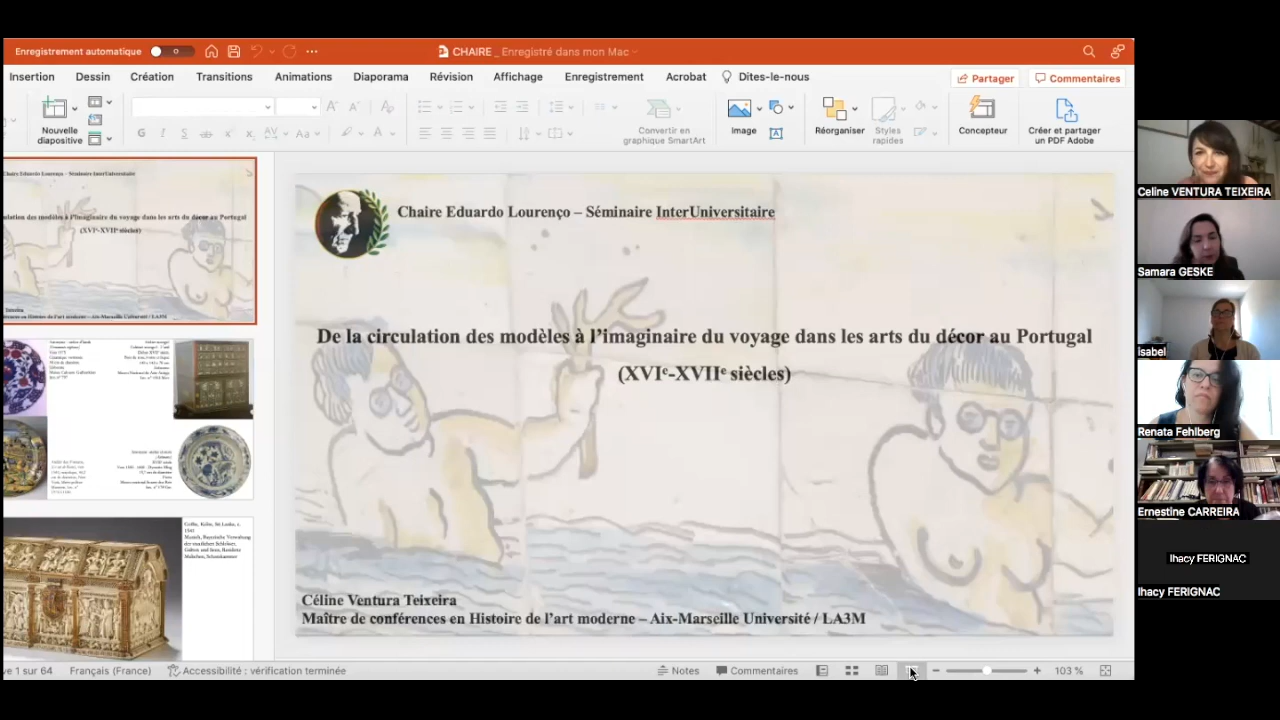 Enregistrement automatique
CHAIRE _ Enregistré dans mon Mac
Insertion Dessin Création Transitions Animations Diaporama Révision Affichage Enregistrement Acrobat Dites-le-nous
Partager Commentaires
Nouvelle diapositive
G N S
Convertir en graphique SmartArt
Image
Réorganiser
Styles rapides
Concepteur
Créer et partager un PDF Adobe
Chaire Eduardo Lourenço – Séminaire InterUniversitaire
De la circulation des modèles à l'imaginaire du voyage dans les arts du décor au Portugal
(XVIe-XVIIe siècles)
Céline Ventura Teixeira
Maître de conférences en Histoire de l'art moderne – Aix-Marseille Université / LA3M
ve 1 sur 64 Français (France) Accessibilité : vérification terminée Notes Commentaires 103 %
Celine VENTURA TEIXEIRA
Samara GESKE
isabel
Renata Fehlberg
Ernestine CARREIRA
Ihacy FERIGNAC
Ihacy FERIGNAC